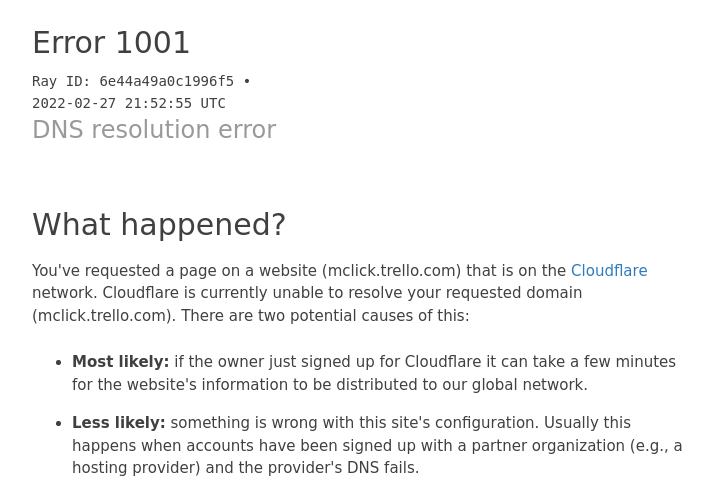 Error 1001
Ray ID: 6e44a49a0c1996f5 •
2022-02-27 21:52:55 UTC
DNS resolution error
What happened?
You've requested a page on a website (mclick.trello.com) that is on the Cloudflare
network. Cloudflare is currently unable to resolve your requested domain
(mclick.trello.com). There are two potential causes of this:
• Most likely: if the owner just signed up for Cloudflare it can take a few minutes
for the website's information to be distributed to our global network.
• Less likely: something is wrong with this site's configuration. Usually this
happens when accounts have been signed up with a partner organization (e.g., a
hosting provider) and the provider's DNS fails.